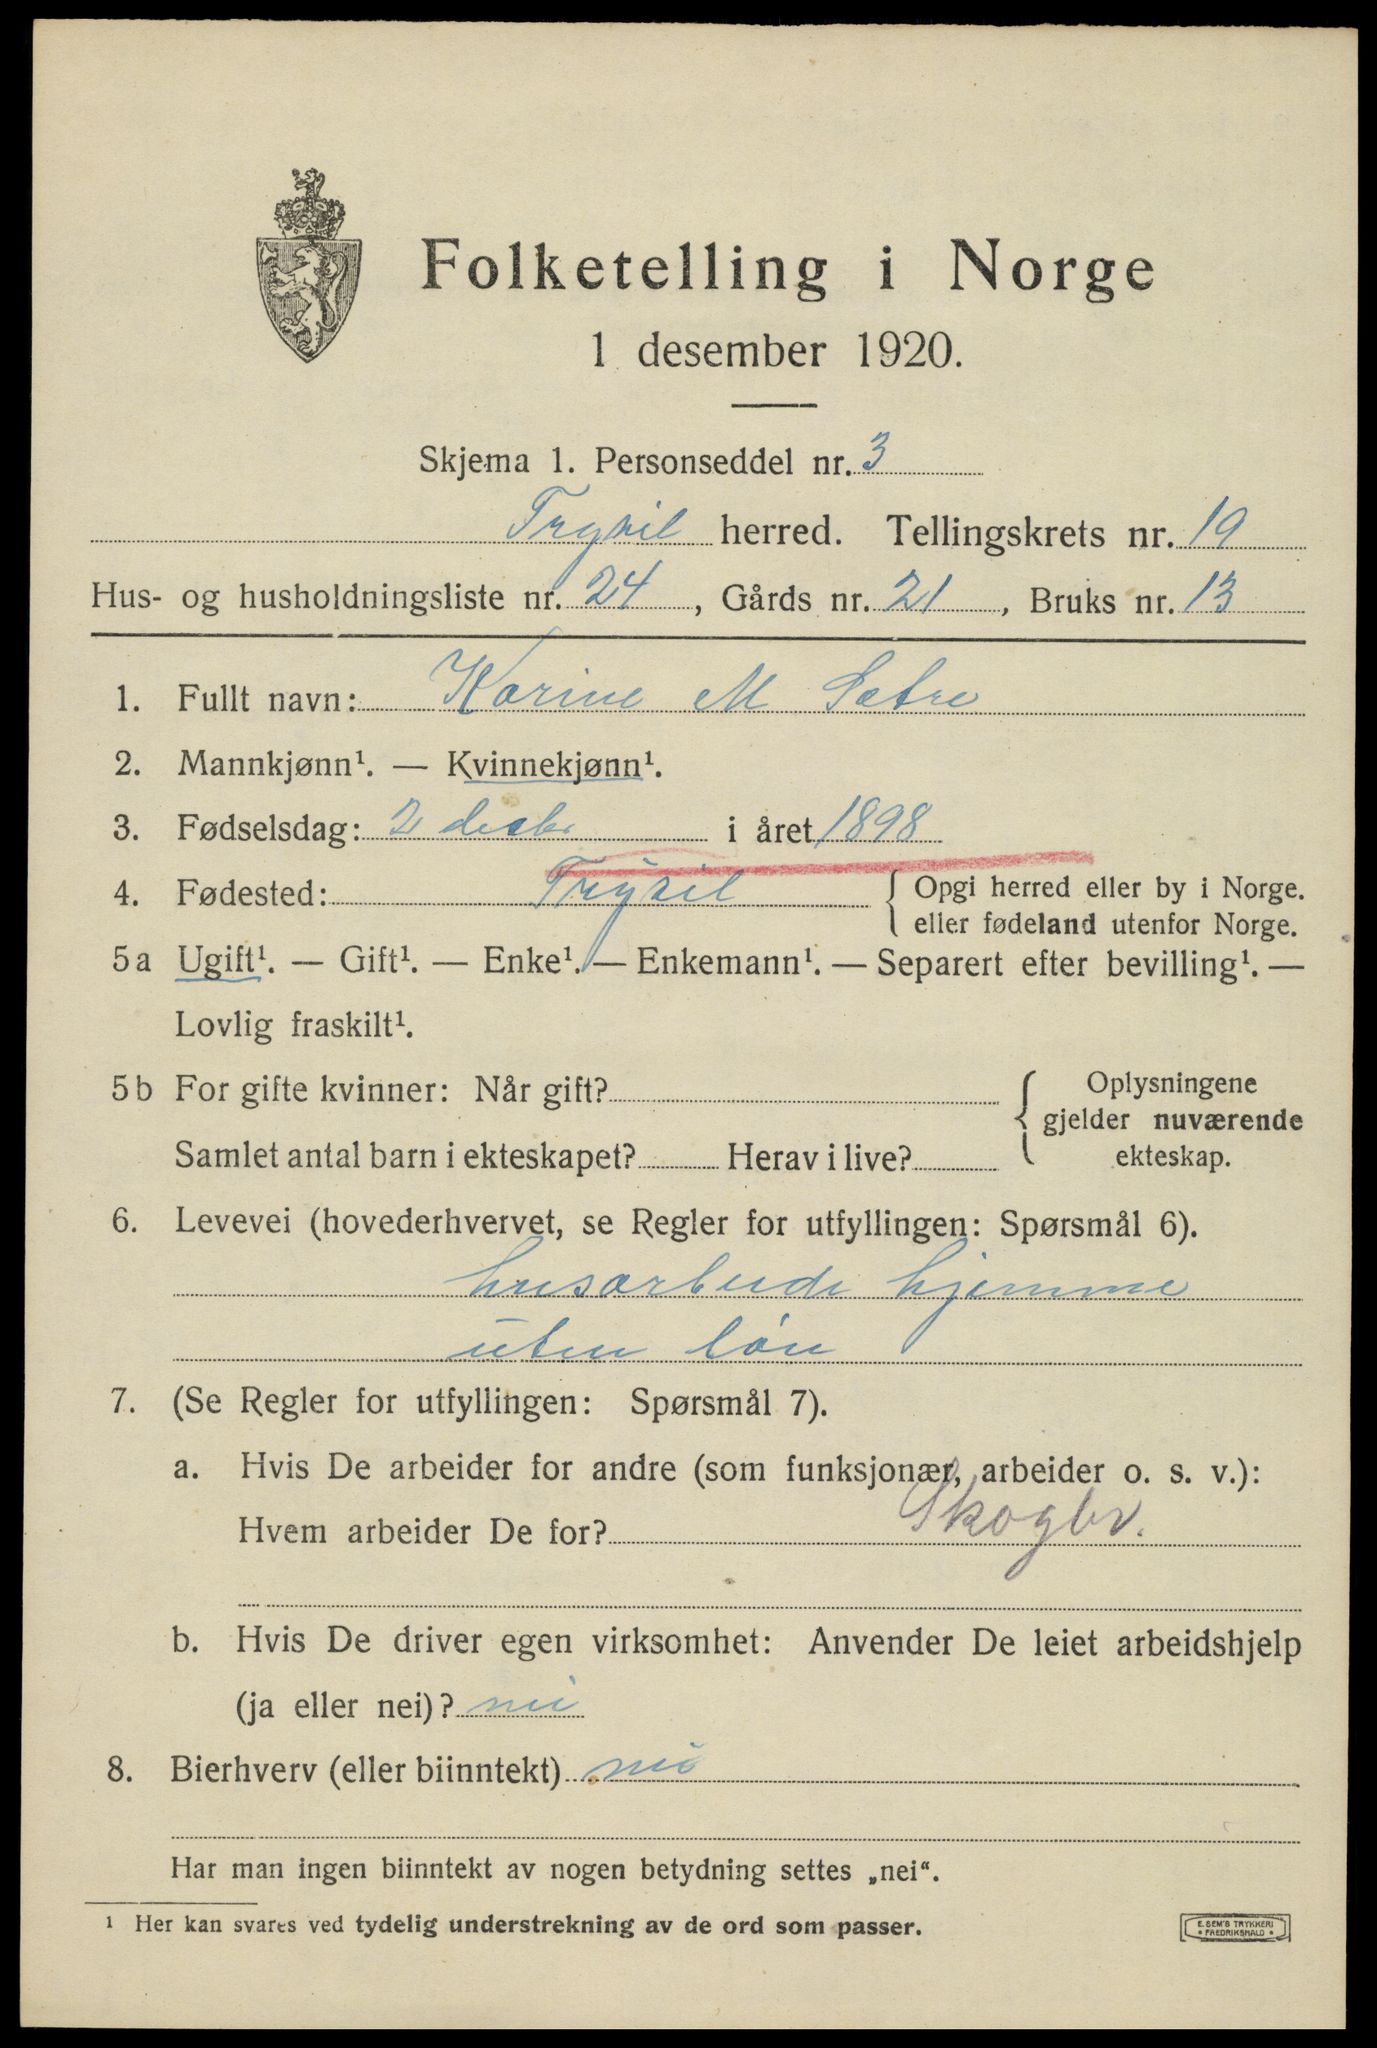 Folketelling i Norge
1 desember 1920.
Skjema 1. Personseddel nr. 3
Trysil herred. Tellingskrets nr. 19
Hus- og husholdningsliste nr. 24, Gårds nr. 21, Bruks nr. 13
1. Fullt navn: Karine M Sætre
2. Mannkjønn¹. — Kvinnekjønn¹.
3. Fødselsdag: 2 desbr i året 1898
4. Fødested: Trysil { Opgi herred eller by i Norge.
eller fødeland utenfor Norge.
5a Ugift¹. — Gift¹. — Enke¹. — Enkemann¹. — Separert efter bevilling¹. —
Lovlig fraskilt¹.
5b For gifte kvinner: Når gift? { Oplysningene
gjelder nuværende
Samlet antal barn i ekteskapet? Herav i live? ekteskap.
6. Levevei (hovederhvervet, se Regler for utfyllingen: Spørsmål 6).
husarbeide hjemme
uten løn
7. (Se Regler for utfyllingen: Spørsmål 7).
a. Hvis De arbeider for andre (som funksjonær, arbeider o. s. v.):
Hvem arbeider De for? Skogbr.
b. Hvis De driver egen virksomhet: Anvender De leiet arbeidshjelp
(ja eller nei)? nei
8. Bierhverv (eller biinntekt) nei
Har man ingen biinntekt av nogen betydning settes „nei“.
¹ Her kan svares ved tydelig understrekning av de ord som passer.
E. SEM'S TRYKKERI
FREDRIKSHALD